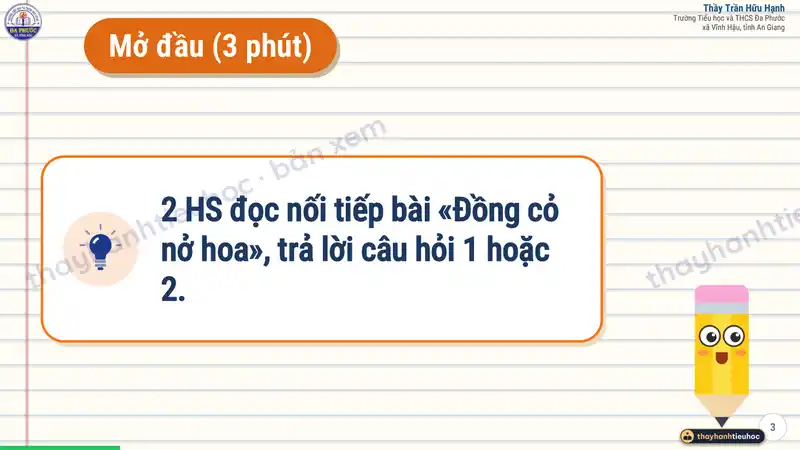 Thầy Trần Hữu Hạnh
Trường Tiểu học và THCS Đa Phước
xã Vĩnh Hậu, tỉnh An Giang
ĐA PHƯỚC
Mở đầu (3 phút)
2 HS đọc nối tiếp bài «Đồng cỏ
nở hoa», trả lời câu hỏi 1 hoặc
2.
thayhanhtieuhoc · bản xem
thayhanhtie
3
thayhanhtieuhoc